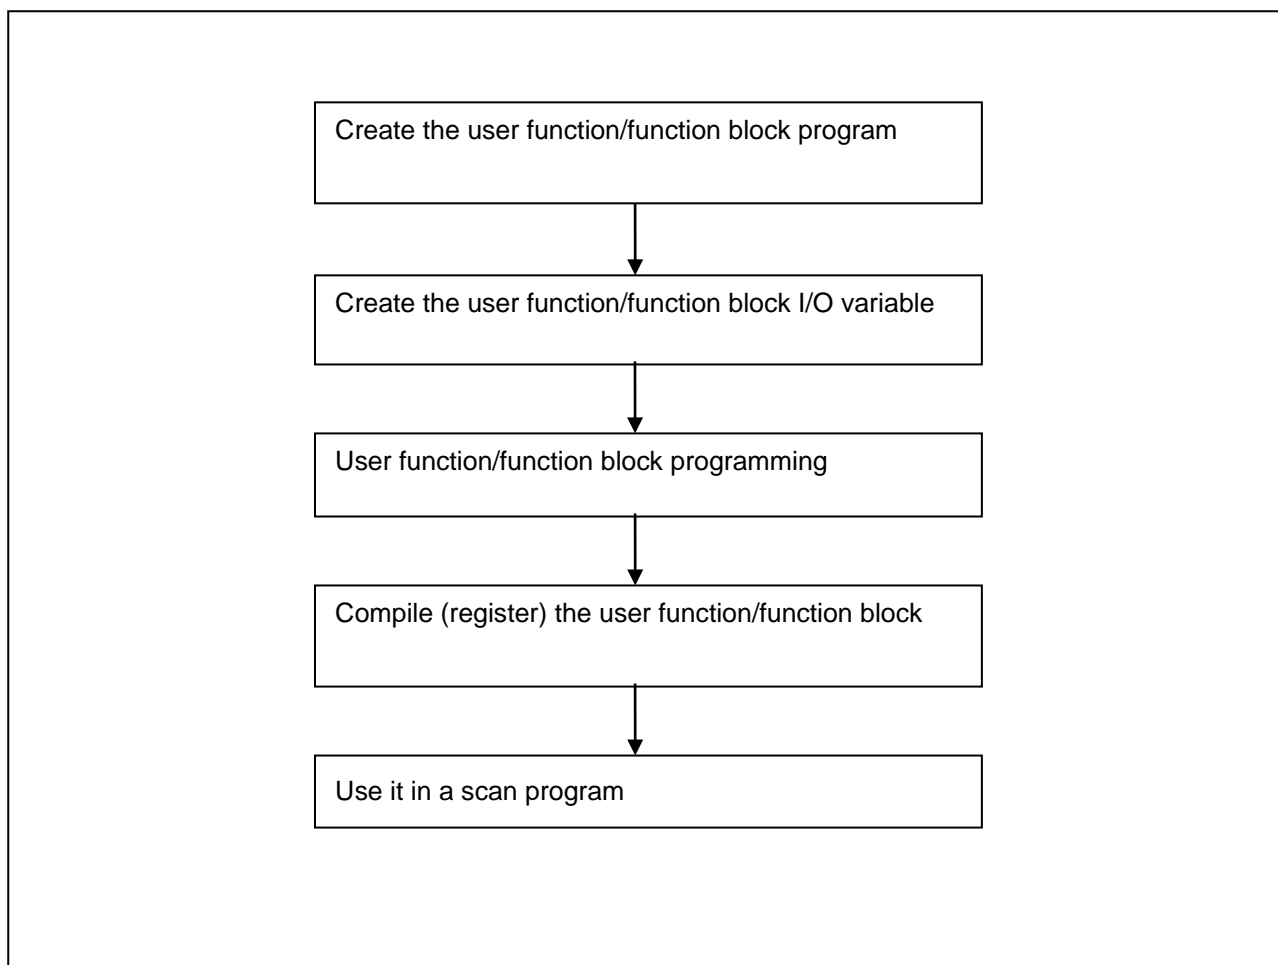 Create the user function/function block program
Create the user function/function block I/O variable
User function/function block programming
Compile (register) the user function/function block
Use it in a scan program